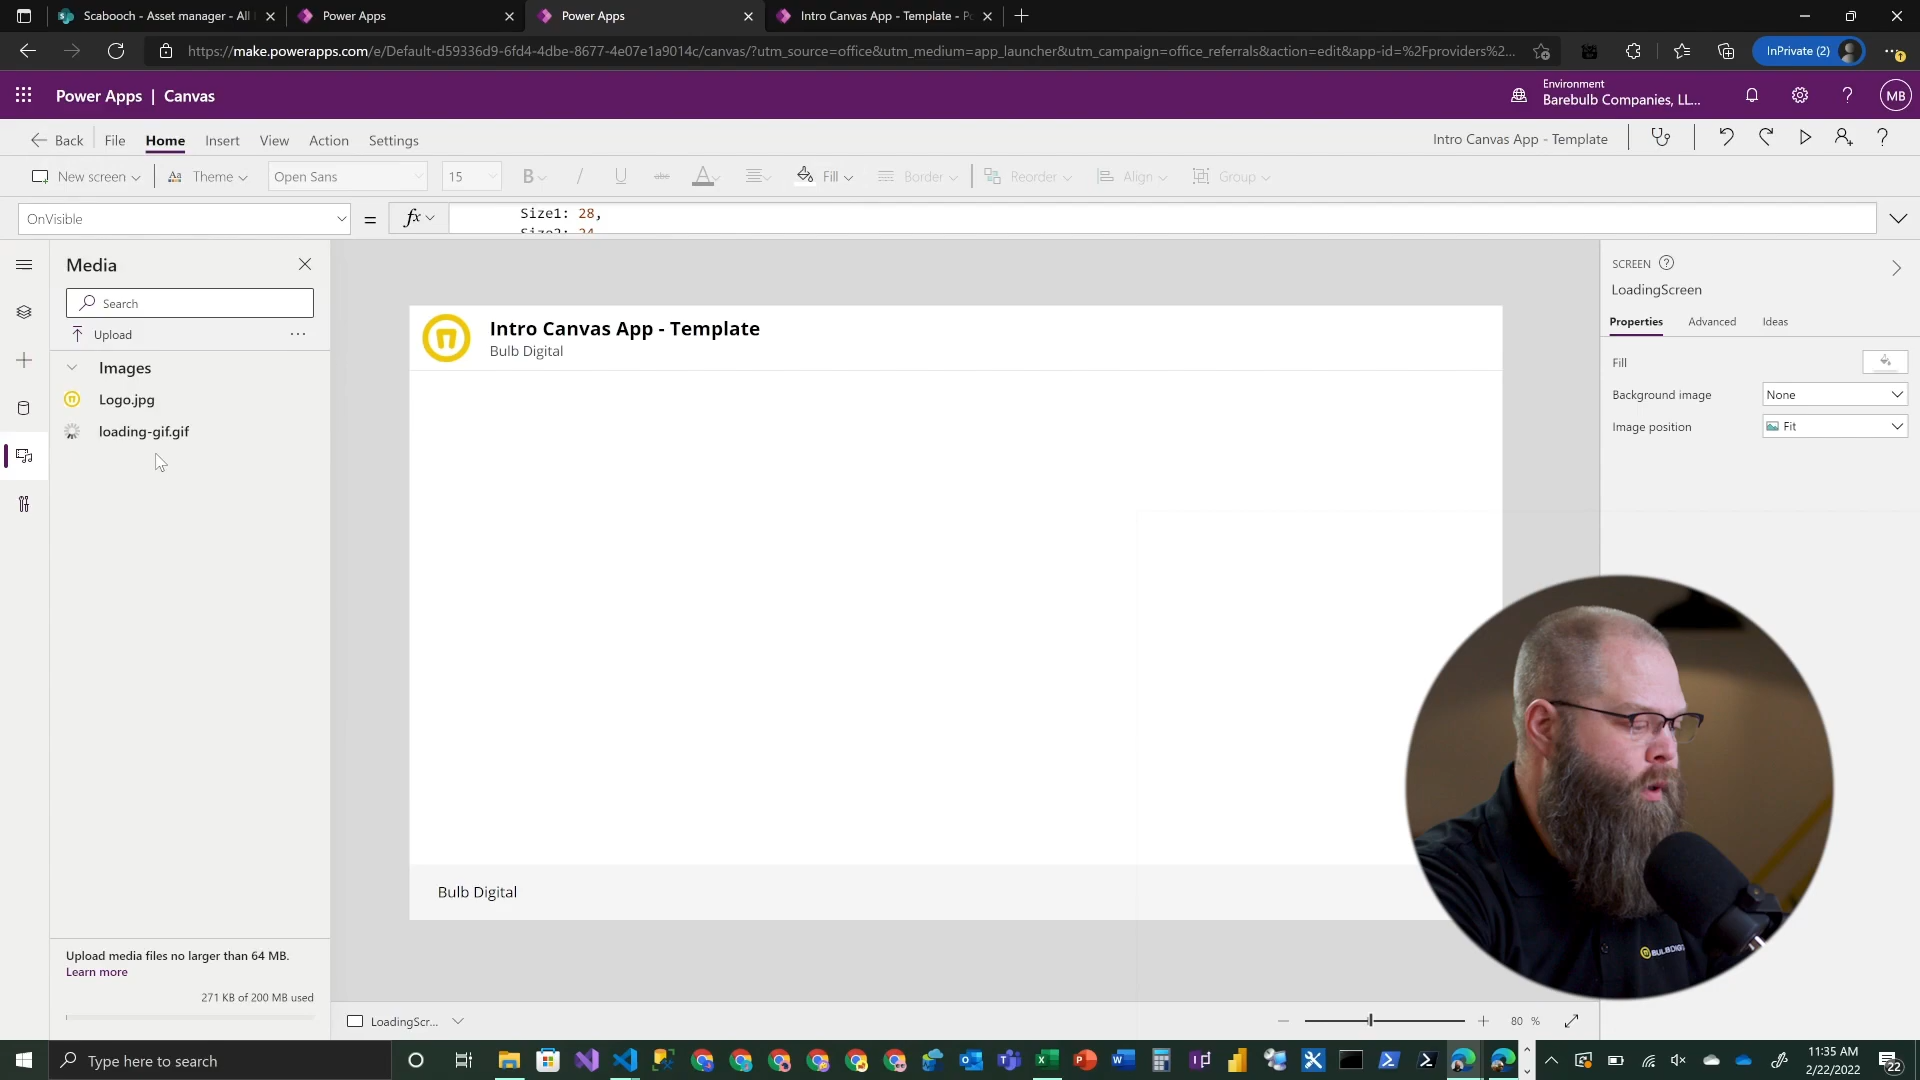 Scabooch - Asset manager - All
Power Apps
Power Apps
Intro Canvas App - Template - P
https://make.powerapps.com/e/Default-d59336d9-6fd4-4dbe-8677-4e07e1a9014c/canvas/?utm_source=office&utm_medium=app_launcher&utm_campaign=office_referrals&action=edit&app-id=%2Fproviders%2...
InPrivate (2)
Power Apps | Canvas
Environment
Barebulb Companies, LL...
MB
Back
File
Home
Insert
View
Action
Settings
Intro Canvas App - Template
New screen
Theme
Open Sans
15
B
/
U
abc
A
Fill
Border
Reorder
Align
Group
OnVisible
=
fx
Size1: 28,
Size2: 24
Media
Search
Upload
Images
Logo.jpg
loading-gif.gif
Upload media files no larger than 64 MB.
Learn more
271 KB of 200 MB used
Intro Canvas App - Template
Bulb Digital
Bulb Digital
SCREEN
LoadingScreen
Properties
Advanced
Ideas
Fill
Background image
None
Image position
Fit
LoadingScr...
80 %
Type here to search
11:35 AM
2/22/2022
22